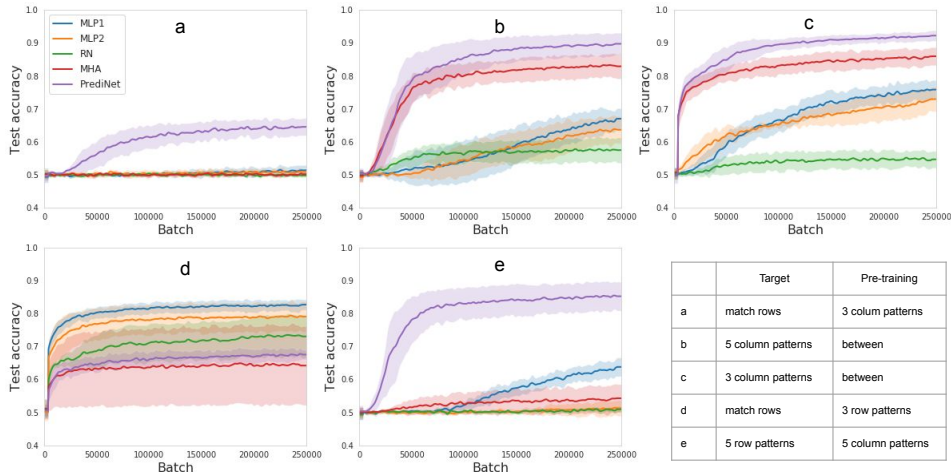 a
MLP1
MLP2
RN
MHA
PrediNet
Test accuracy
1.0
0.9
0.8
0.7
0.6
0.5
0.4
0 50000 100000 150000 200000 250000
Batch
b
Test accuracy
1.0
0.9
0.8
0.7
0.6
0.5
0.4
0 50000 100000 150000 200000 250000
Batch
c
Test accuracy
1.0
0.9
0.8
0.7
0.6
0.5
0.4
0 50000 100000 150000 200000 250000
Batch
d
Test accuracy
1.0
0.9
0.8
0.7
0.6
0.5
0.4
0 50000 100000 150000 200000 250000
Batch
e
Test accuracy
1.0
0.9
0.8
0.7
0.6
0.5
0.4
0 50000 100000 150000 200000 250000
Batch
Target Pre-training
a match rows 3 colum patterns
b 5 column patterns between
c 3 column patterns between
d match rows 3 row patterns
e 5 row patterns 5 column patterns